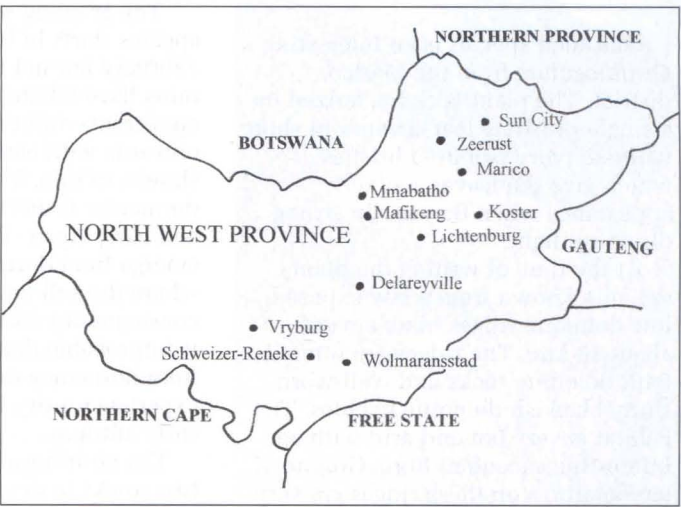 NORTHERN PROVINCE
Sun City
BOTSWANA
Zeerust
Marico
Mmabatho
Mafikeng
Koster
NORTH WEST PROVINCE
Lichtenburg
GAUTENG
Delareyville
Vryburg
Schweizer-Reneke
Wolmaransstad
NORTHERN CAPE
FREE STATE